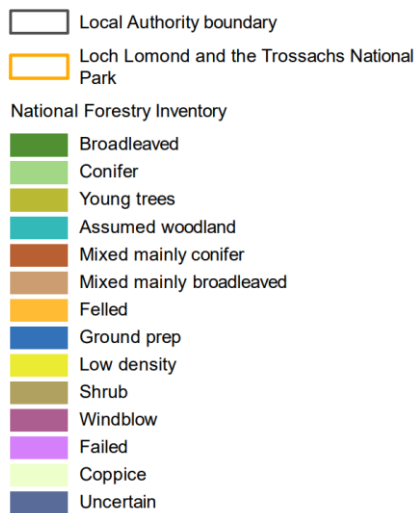 Local Authority boundary
Loch Lomond and the Trossachs National
Park
National Forestry Inventory
Broadleaved
Conifer
Young trees
Assumed woodland
Mixed mainly conifer
Mixed mainly broadleaved
Felled
Ground prep
Low density
Shrub
Windblow
Failed
Coppice
Uncertain